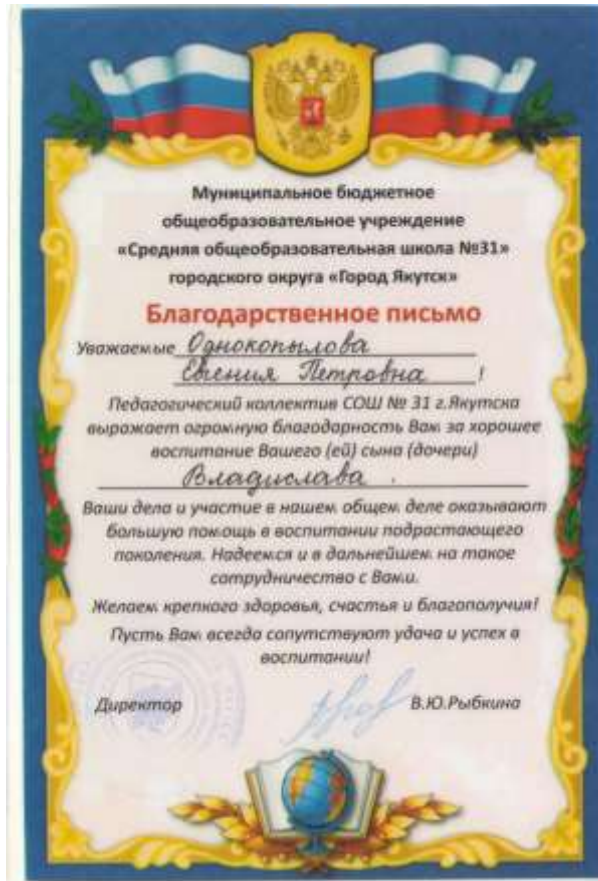 Муниципальное бюджетное
общеобразовательное учреждение
«Средняя общеобразовательная школа №31»
городского округа «Город Якутск»
Благодарственное письмо
Уважаемые Однокопылова
Евгения Петровна !
Педагогический коллектив СОШ № 31 г.Якутска
выражает огромную благодарность Вам за хорошее
воспитание Вашего (ей) сына (дочери)
Владислава .
Ваши дела и участие в нашем общем деле оказывают
большую помощь в воспитании подрастающего
поколения. Надеемся и в дальнейшем на такое
сотрудничество с Вами.
Желаем крепкого здоровья, счастья и благополучия!
Пусть Вам всегда сопутствуют удача и успех в
воспитании!
Директор В.Ю.Рыбкина